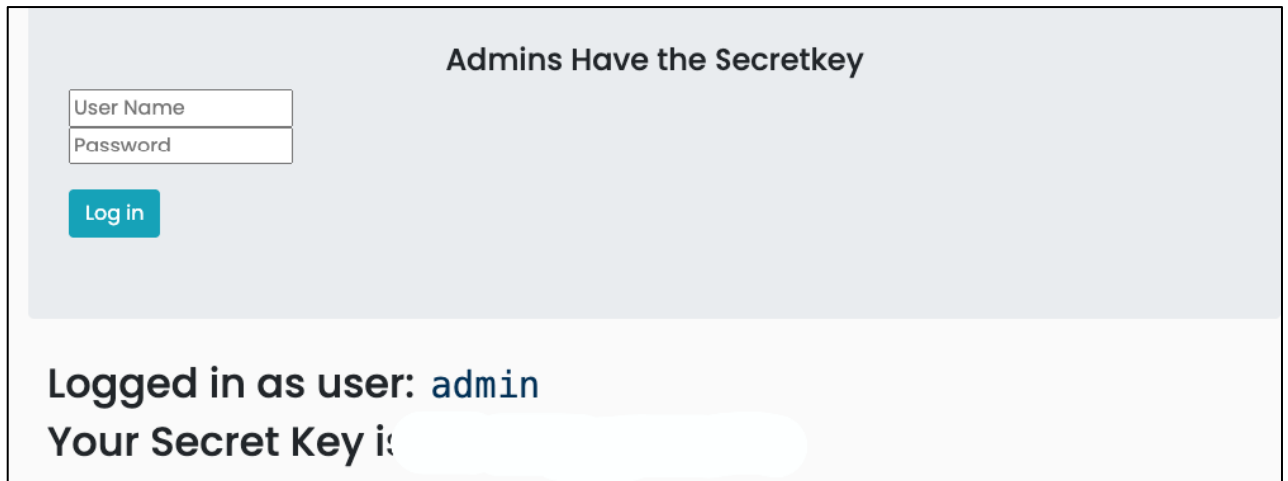 Admins Have the Secretkey
User Name
Password
Log in
Logged in as user: admin
Your Secret Key is